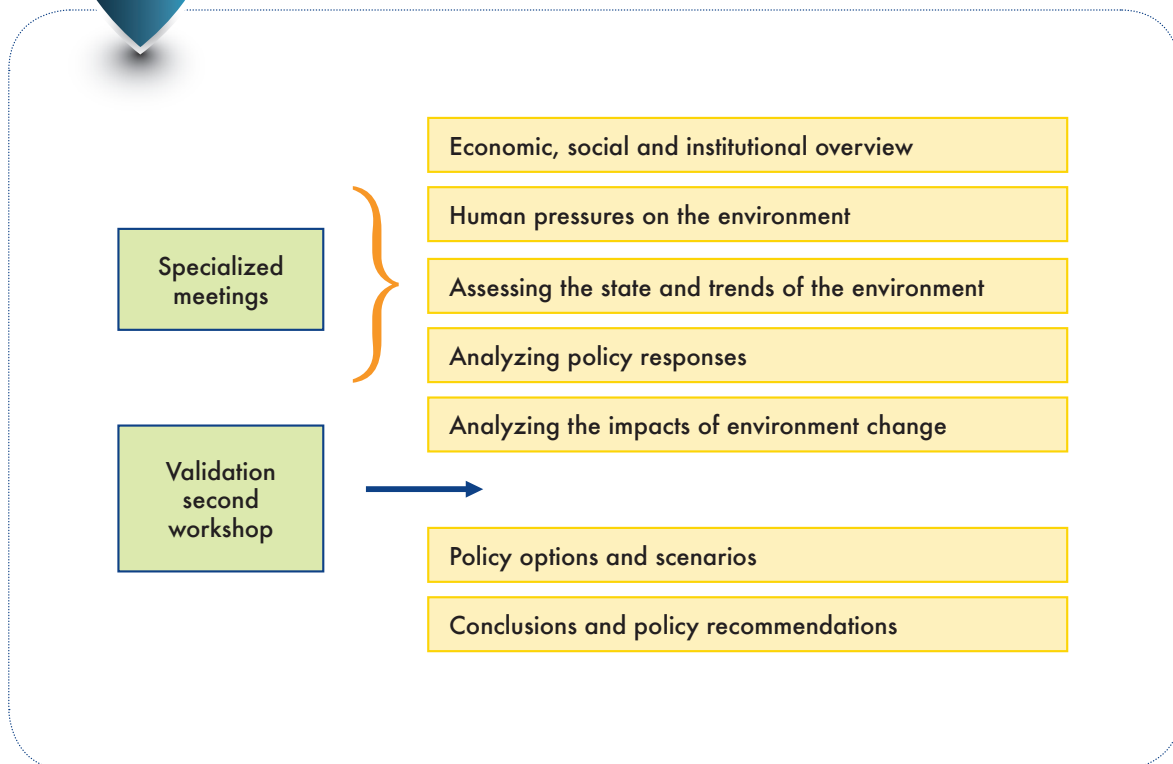 Economic, social and institutional overview
Human pressures on the environment
Specialized
meetings
Assessing the state and trends of the environment
Analyzing policy responses
Analyzing the impacts of environment change
Validation
second
workshop
Policy options and scenarios
Conclusions and policy recommendations